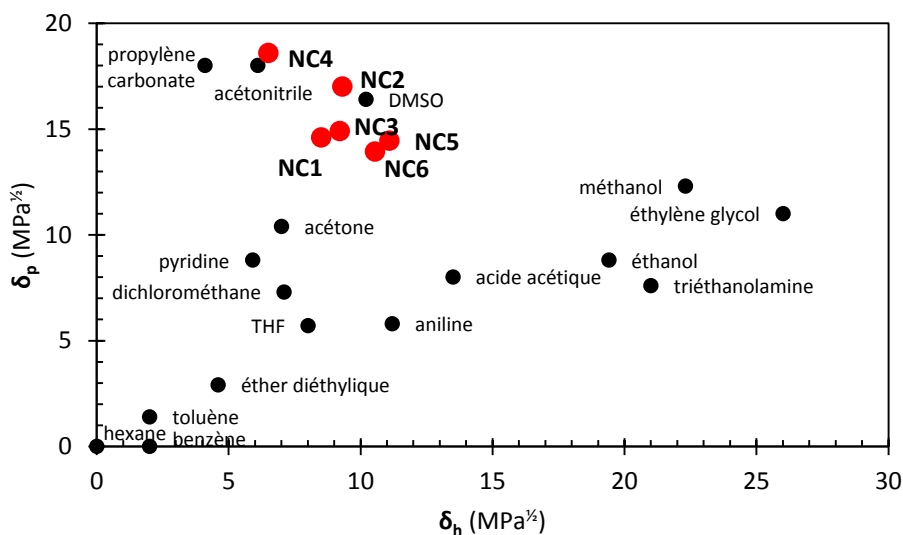 20
propylène
carbonate
NC4
acétonitrile
NC2
DMSO
15
NC3
NC5
NC1
NC6
méthanol
éthylène glycol
δp (MPa½)
10
acétone
pyridine
éthanol
acide acétique
triéthanolamine
dichlorométhane
THF
aniline
5
éther diéthylique
toluène
hexane
benzène
0
0 5 10 15 20 25 30
δh (MPa½)